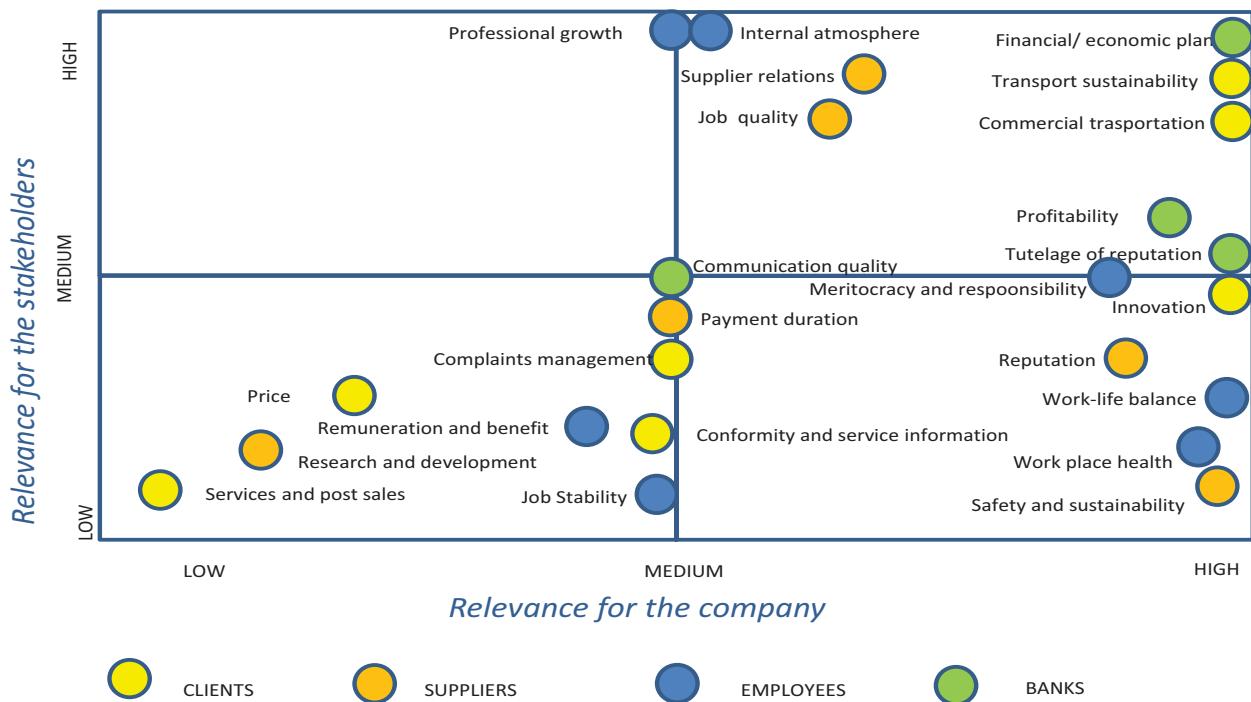 Professional growth
Internal atmosphere
Financial/ economic plan
HIGH
Supplier relations
Transport sustainability
Job quality
Commercial trasportation
Relevance for the stakeholders
Profitability
MEDIUM
Tutelage of reputation
Communication quality
Meritocracy and respoonsibility
Innovation
Payment duration
Complaints management
Reputation
Price
Work-life balance
Remuneration and benefit
Conformity and service information
Research and development
Work place health
Services and post sales
Job Stability
Safety and sustainability
LOW
LOW
MEDIUM
HIGH
Relevance for the company
CLIENTS
SUPPLIERS
EMPLOYEES
BANKS